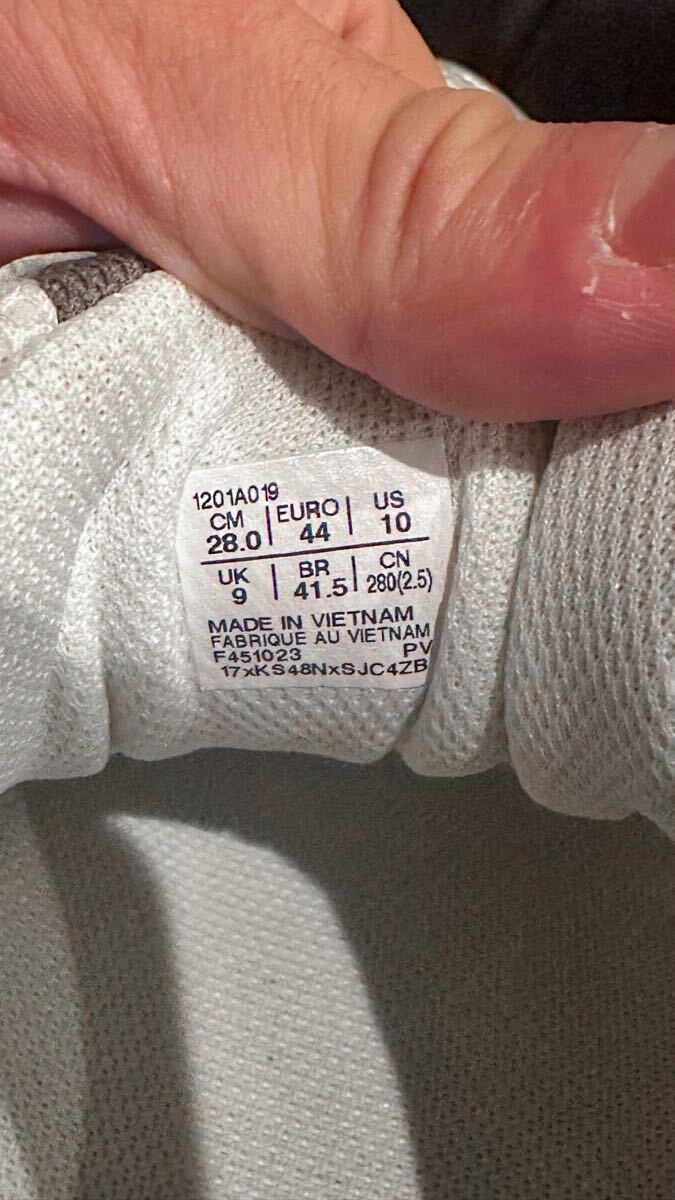 1201A019
CM | EURO | US
28.0 | 44 | 10
UK | BR | CN
9 | 41.5 | 280(2.5)
MADE IN VIETNAM
FABRIQUE AU VIETNAM
F451023 PV
17xKS48NxSJC4ZB